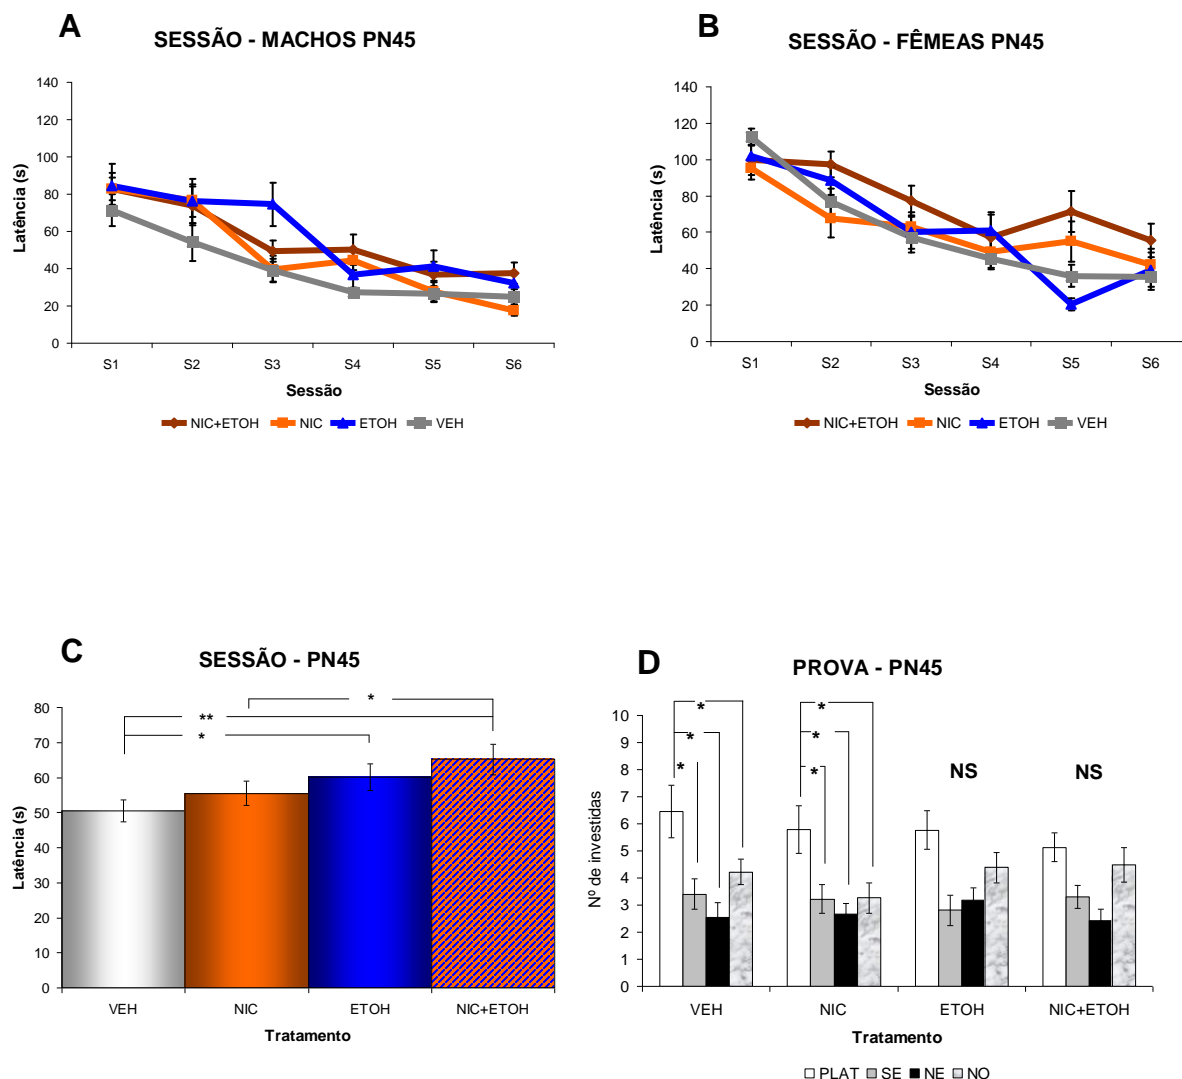 A
SESSÃO - MACHOS PN45
Latência (s)
140
120
100
80
60
40
20
0
S1 S2 S3 S4 S5 S6
Sessão
NIC+ETOH NIC ETOH VEH
B
SESSÃO - FÊMEAS PN45
Latência (s)
140
120
100
80
60
40
20
0
S1 S2 S3 S4 S5 S6
Sessão
NIC+ETOH NIC ETOH VEH
C
SESSÃO - PN45
Latência (s)
80
70
60
50
40
30
20
10
0
*
**
*
VEH NIC ETOH NIC+ETOH
Tratamento
D
PROVA - PN45
Nº de investidas
10
9
8
7
6
5
4
3
2
1
0
*
*
*
*
*
*
NS
NS
VEH NIC ETOH NIC+ETOH
Tratamento
PLAT SE NE NO